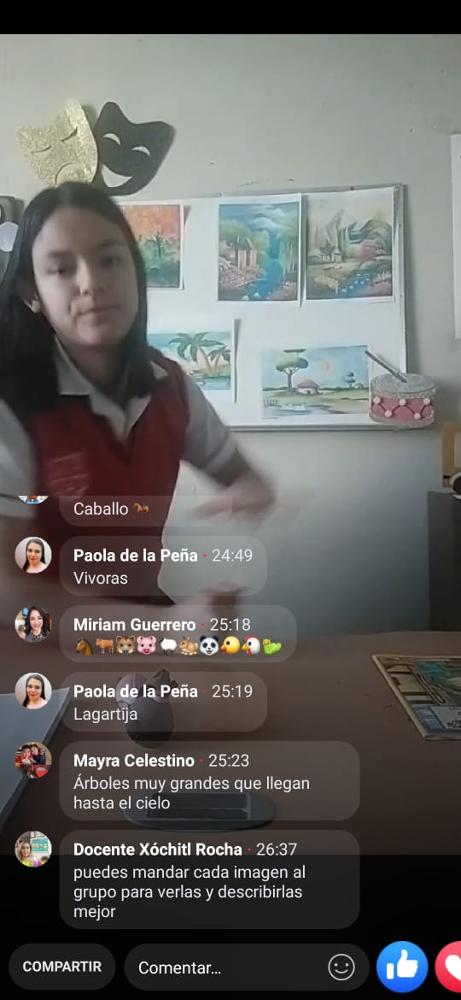 Caballo 🐎
Paola de la Peña · 24:49
Vivoras
Miriam Guerrero · 25:18
🐴🐂🐯🐷🐑🐇🐼🐤🐔🐛
Paola de la Peña · 25:19
Lagartija
Mayra Celestino · 25:23
Árboles muy grandes que llegan
hasta el cielo
Docente Xóchitl Rocha · 26:37
puedes mandar cada imagen al
grupo para verlas y describirlas
mejor
COMPARTIR
Comentar...